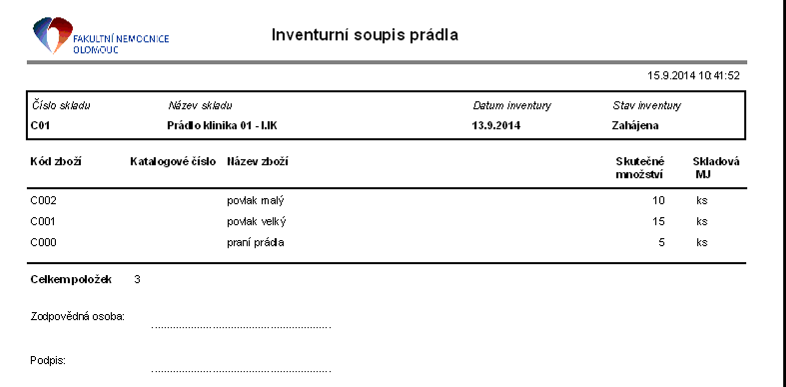 FAKULTNÍ NEMOCNICE
OLOMOUC
Inventurní soupis prádla
15.9.2014 10:41:52
Číslo skladu Název skladu Datum inventury Stav inventury
C01 Prádlo klinika 01 - I.IK 13.9.2014 Zahájena
Kód zboží Katalogové číslo Název zboží Skutečné množství Skladová MJ
C002 povlak malý 10 ks
C001 povlak velký 15 ks
C000 praní prádla 5 ks
Celkem položek 3
Zodpovědná osoba:
Podpis: